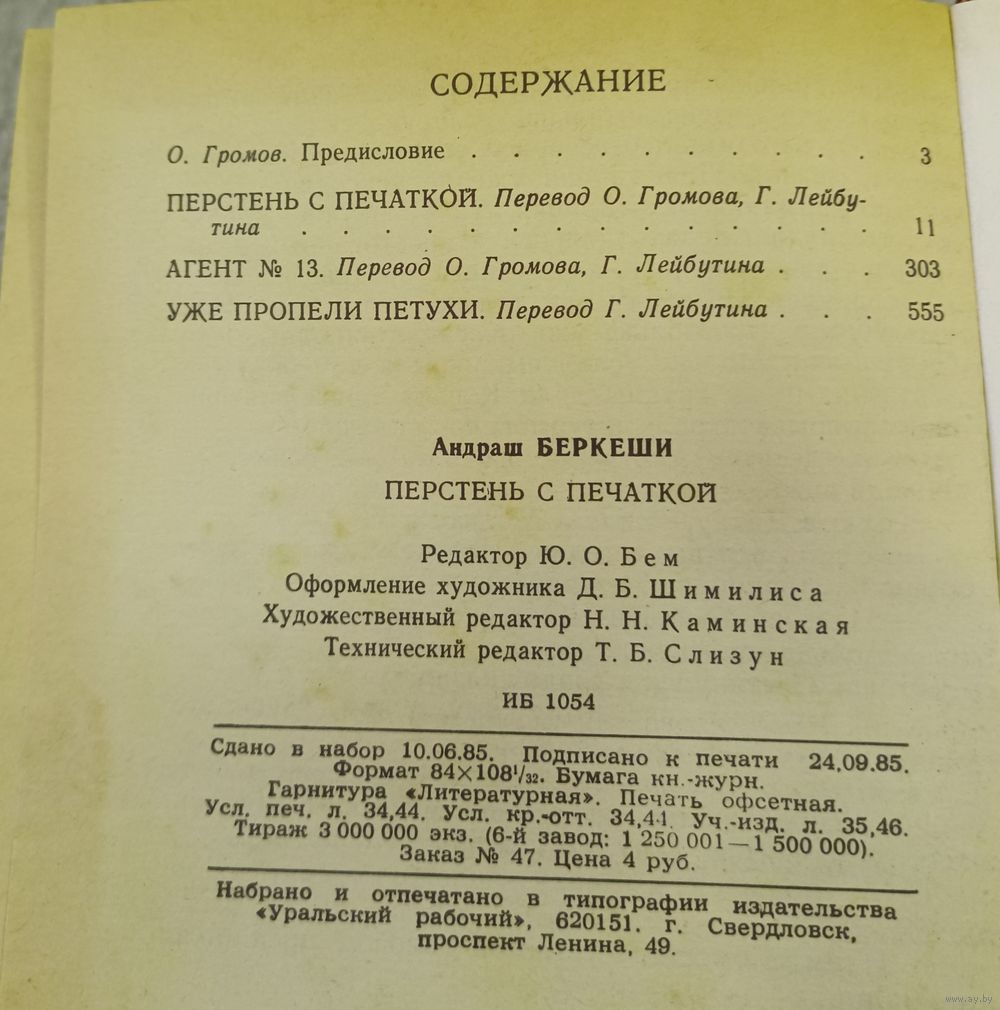 СОДЕРЖАНИЕ
О. Громов. Предисловие . . . . . . . . . . 3
ПЕРСТЕНЬ С ПЕЧАТКОЙ. Перевод О. Громова, Г. Лейбу-
тина . . . . . . . . . . . . . . 11
АГЕНТ № 13. Перевод О. Громова, Г. Лейбутина . . . 303
УЖЕ ПРОПЕЛИ ПЕТУХИ. Перевод Г. Лейбутина . . . 555
Андраш БЕРКЕШИ
ПЕРСТЕНЬ С ПЕЧАТКОЙ
Редактор Ю. О. Бем
Оформление художника Д. Б. Шимилиса
Художественный редактор Н. Н. Каминская
Технический редактор Т. Б. Слизун
ИБ 1054
Сдано в набор 10.06.85. Подписано к печати 24.09.85.
Формат 84×108¹/₃₂. Бумага кн.-журн.
Гарнитура «Литературная». Печать офсетная.
Усл. печ. л. 34,44. Усл. кр.-отт. 34,44. Уч.-изд. л. 35,46.
Тираж 3 000 000 экз. (6-й завод: 1 250 001—1 500 000).
Заказ № 47. Цена 4 руб.
Набрано и отпечатано в типографии издательства
«Уральский рабочий», 620151. г. Свердловск,
проспект Ленина, 49.
www.ay.by